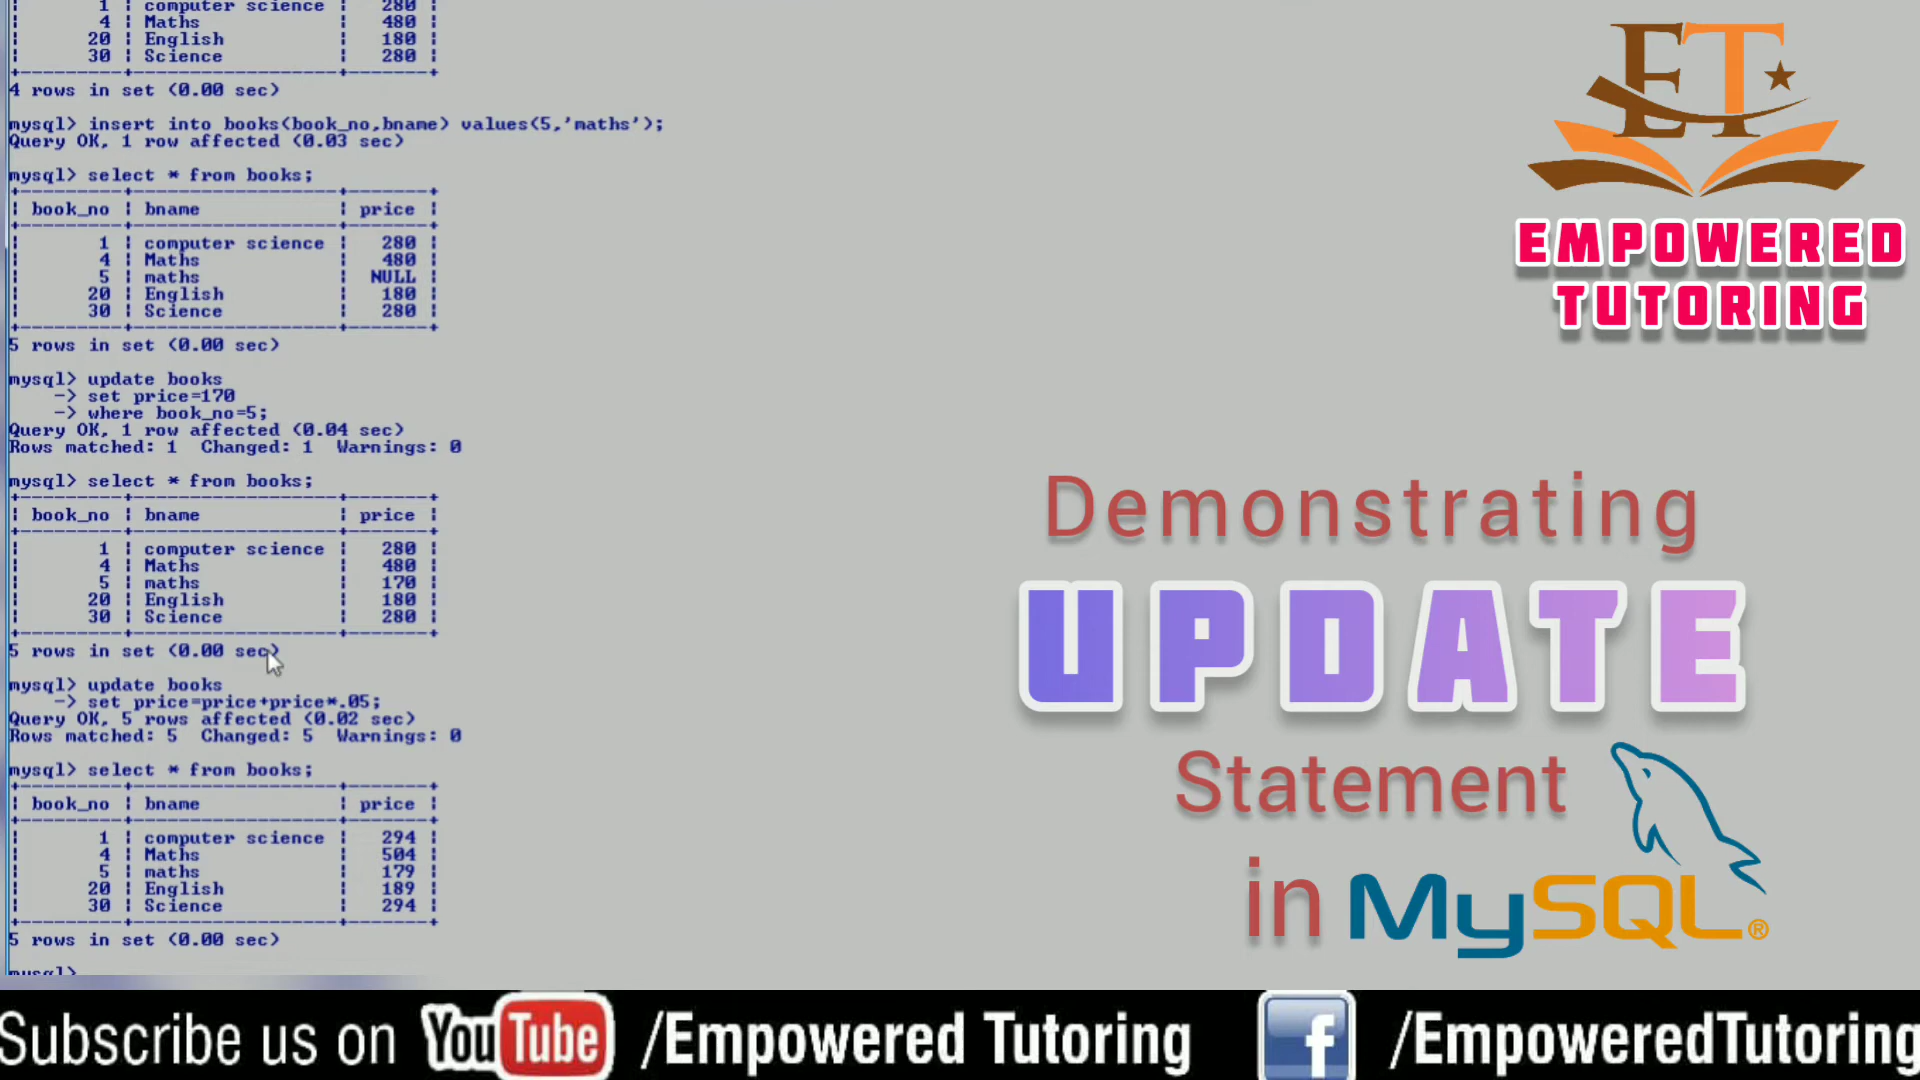 | 1 | computer science | 280 |
| 4 | Maths | 480 |
| 20 | English | 180 |
| 30 | Science | 280 |
4 rows in set (0.00 sec)
mysql> insert into books(book_no,bname) values(5,'maths');
Query OK, 1 row affected (0.03 sec)
mysql> select * from books;
| book_no | bname | price |
| 1 | computer science | 280 |
| 4 | Maths | 480 |
| 5 | maths | NULL |
| 20 | English | 180 |
| 30 | Science | 280 |
5 rows in set (0.00 sec)
mysql> update books
-> set price=170
-> where book_no=5;
Query OK, 1 row affected (0.04 sec)
Rows matched: 1 Changed: 1 Warnings: 0
mysql> select * from books;
| book_no | bname | price |
| 1 | computer science | 280 |
| 4 | Maths | 480 |
| 5 | maths | 170 |
| 20 | English | 180 |
| 30 | Science | 280 |
5 rows in set (0.00 sec)
mysql> update books
-> set price=price+price*.05;
Query OK, 5 rows affected (0.02 sec)
Rows matched: 5 Changed: 5 Warnings: 0
mysql> select * from books;
| book_no | bname | price |
| 1 | computer science | 294 |
| 4 | Maths | 504 |
| 5 | maths | 179 |
| 20 | English | 189 |
| 30 | Science | 294 |
5 rows in set (0.00 sec)
mysql>
ET
EMPOWERED
TUTORING
Demonstrating
UPDATE
Statement
in MySQL®
Subscribe us on YouTube /Empowered Tutoring f /EmpoweredTutoring